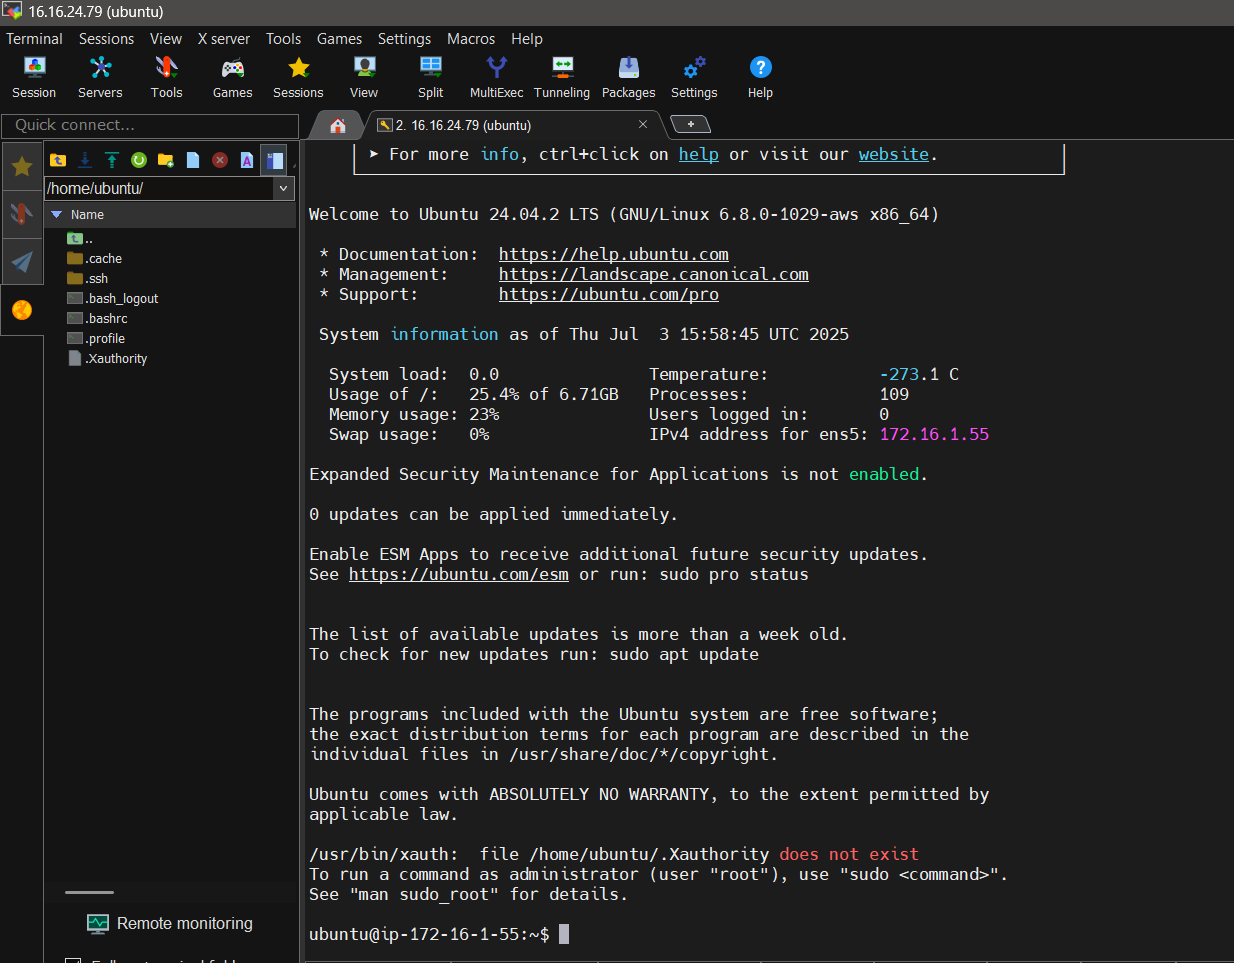 16.16.24.79 (ubuntu)
Terminal Sessions View X server Tools Games Settings Macros Help
Session Servers Tools Games Sessions View Split MultiExec Tunneling Packages Settings Help
Quick connect...
2. 16.16.24.79 (ubuntu)
/home/ubuntu/
Name
..
.cache
.ssh
.bash_logout
.bashrc
.profile
.Xauthority
Remote monitoring
➤ For more info, ctrl+click on help or visit our website.
Welcome to Ubuntu 24.04.2 LTS (GNU/Linux 6.8.0-1029-aws x86_64)
* Documentation: https://help.ubuntu.com
* Management: https://landscape.canonical.com
* Support: https://ubuntu.com/pro
System information as of Thu Jul 3 15:58:45 UTC 2025
System load: 0.0 Temperature: -273.1 C
Usage of /: 25.4% of 6.71GB Processes: 109
Memory usage: 23% Users logged in: 0
Swap usage: 0% IPv4 address for ens5: 172.16.1.55
Expanded Security Maintenance for Applications is not enabled.
0 updates can be applied immediately.
Enable ESM Apps to receive additional future security updates.
See https://ubuntu.com/esm or run: sudo pro status
The list of available updates is more than a week old.
To check for new updates run: sudo apt update
The programs included with the Ubuntu system are free software;
the exact distribution terms for each program are described in the
individual files in /usr/share/doc/*/copyright.
Ubuntu comes with ABSOLUTELY NO WARRANTY, to the extent permitted by
applicable law.
/usr/bin/xauth: file /home/ubuntu/.Xauthority does not exist
To run a command as administrator (user "root"), use "sudo <command>".
See "man sudo_root" for details.
ubuntu@ip-172-16-1-55:~$